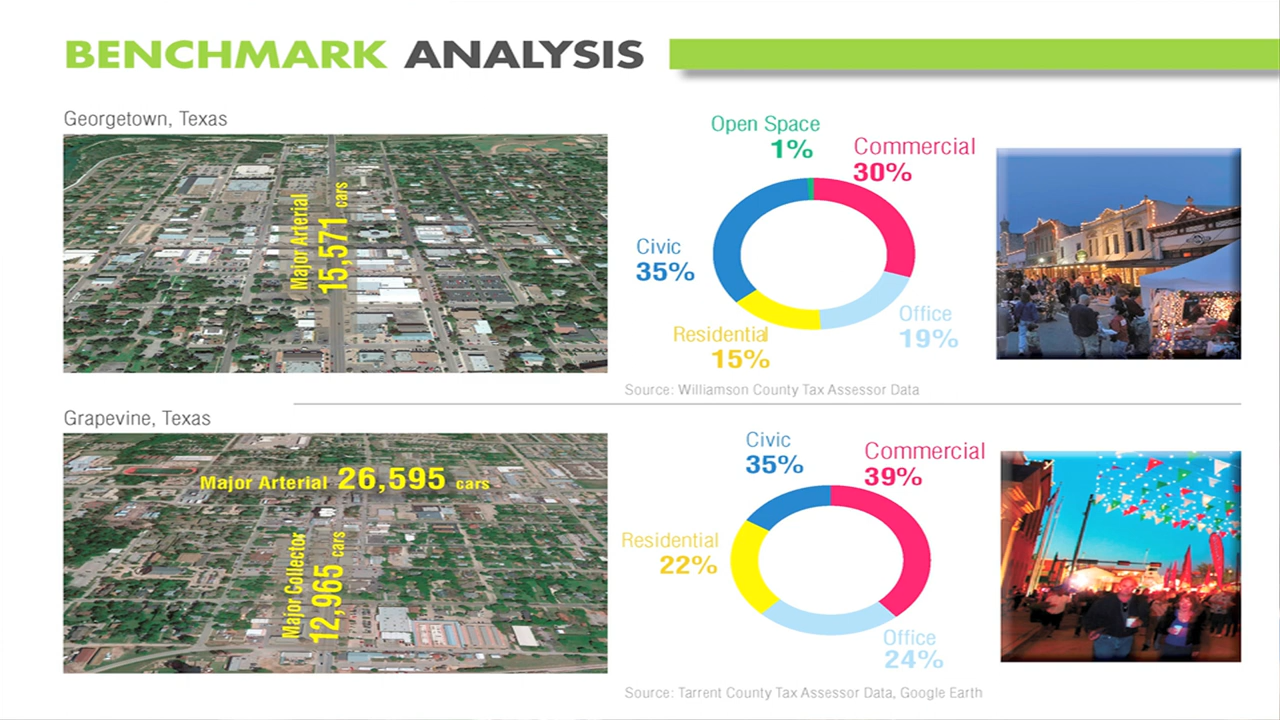 BENCHMARK ANALYSIS
Georgetown, Texas
Major Arterial
15,571 cars
Open Space
1%
Commercial
30%
Civic
35%
Office
19%
Residential
15%
Source: Williamson County Tax Assessor Data
Grapevine, Texas
Major Arterial 26,595 cars
Major Collector
12,965 cars
Civic
35%
Commercial
39%
Residential
22%
Office
24%
Source: Tarrent County Tax Assessor Data, Google Earth